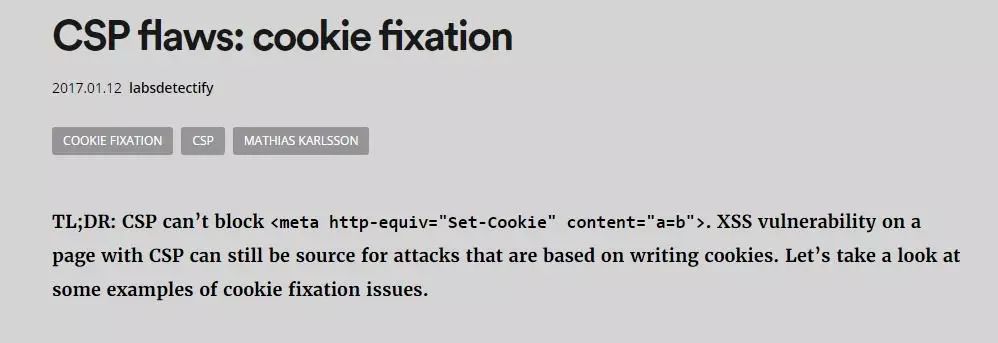 CSP flaws: cookie fixation
2017.01.12 labsdetectify
COOKIE FIXATION CSP MATHIAS KARLSSON
TL;DR: CSP can’t block <meta http-equiv="Set-Cookie" content="a=b">. XSS vulnerability on a
page with CSP can still be source for attacks that are based on writing cookies. Let’s take a look at
some examples of cookie fixation issues.